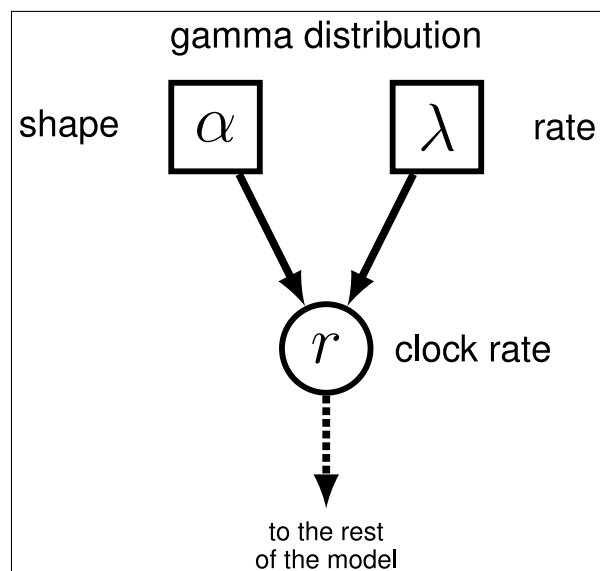 gamma distribution
shape α λ rate
r clock rate
to the rest
of the model